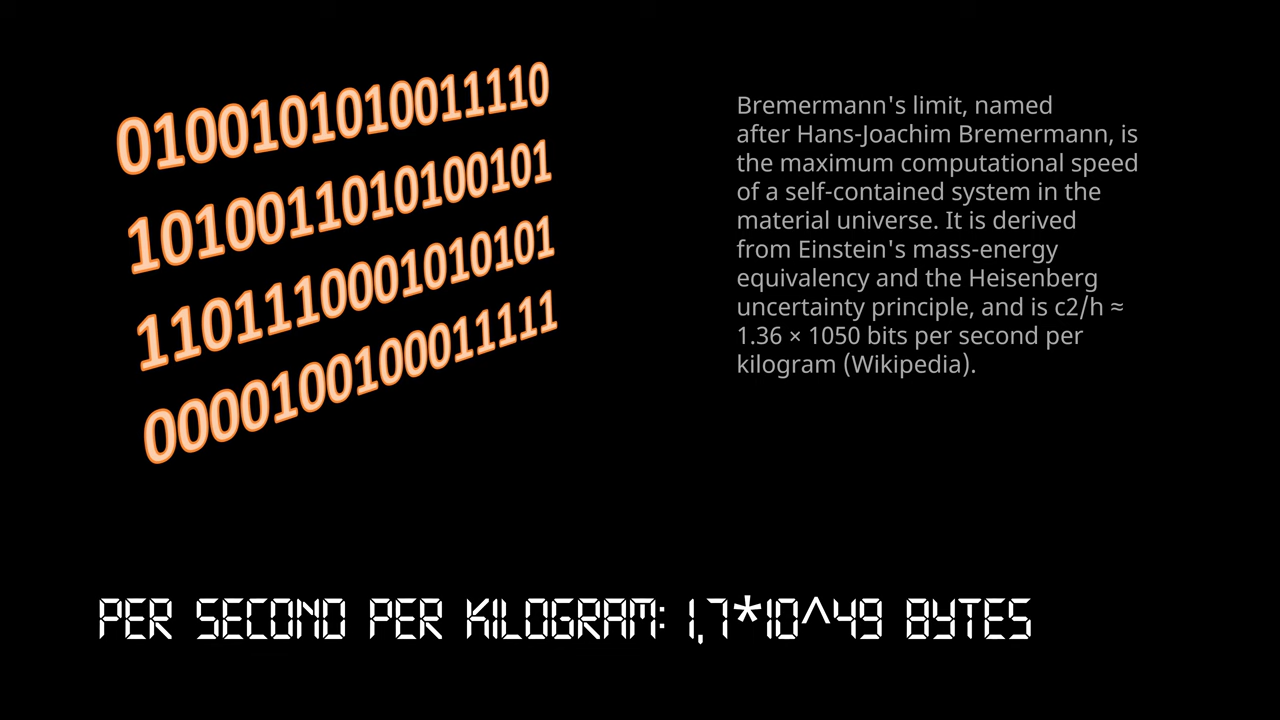 0100101010011110
1010011010100101
1101110001010101
0000100100011111
Bremermann's limit, named
after Hans-Joachim Bremermann, is
the maximum computational speed
of a self-contained system in the
material universe. It is derived
from Einstein's mass-energy
equivalency and the Heisenberg
uncertainty principle, and is c2/h ≈
1.36 × 1050 bits per second per
kilogram (Wikipedia).
PER SECOND PER KILOGRAM: 1,7*10^49 BYTES